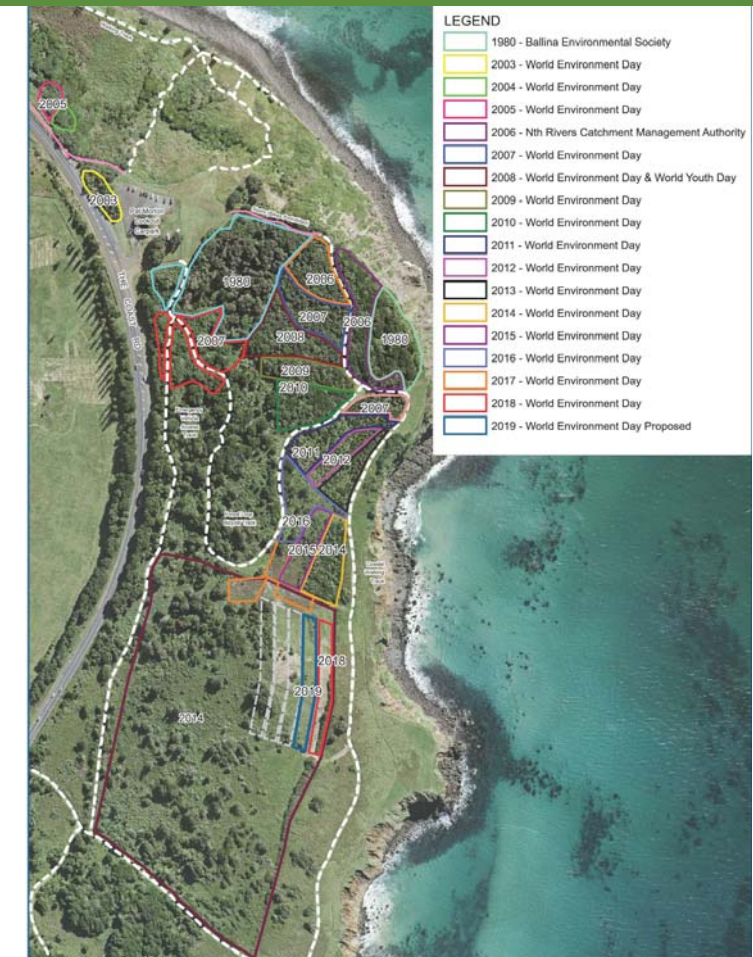 LEGEND
1980 - Ballina Environmental Society
2003 - World Environment Day
2004 - World Environment Day
2005 - World Environment Day
2006 - Nth Rivers Catchment Management Authority
2007 - World Environment Day
2008 - World Environment Day & World Youth Day
2009 - World Environment Day
2010 - World Environment Day
2011 - World Environment Day
2012 - World Environment Day
2013 - World Environment Day
2014 - World Environment Day
2015 - World Environment Day
2016 - World Environment Day
2017 - World Environment Day
2018 - World Environment Day
2019 - World Environment Day Proposed
2005
2003
Pat Morton
Lookout
Carpark
THE COAST RD
1980
2006
2007
2006
1980
2007
2008
2009
2010
2007
2011
2012
2016
2015
2014
2018
2019
2014